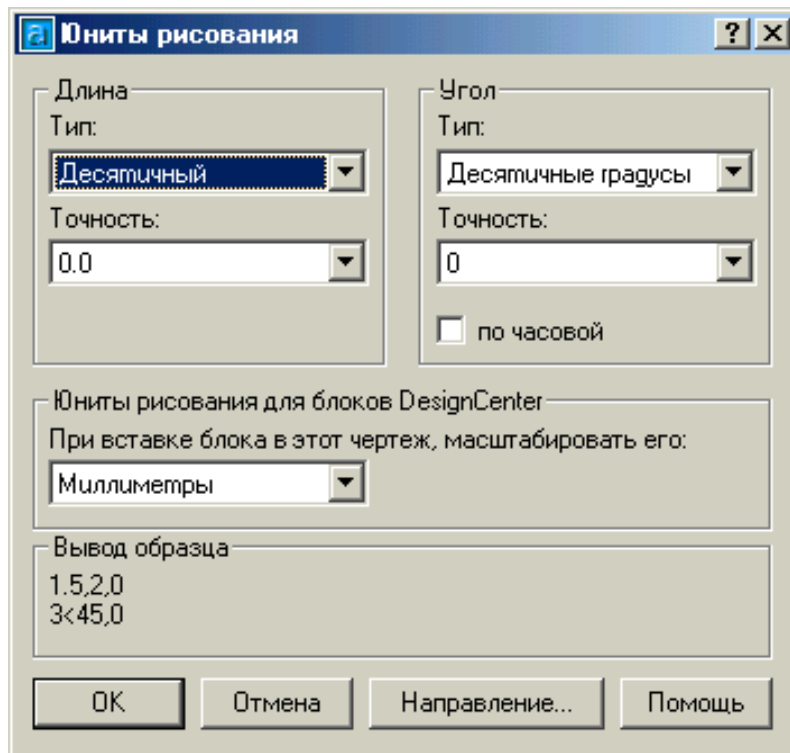 Юниты рисования
Длина
Тип:
Десятичный
Точность:
0.0
Угол
Тип:
Десятичные градусы
Точность:
0
по часовой
Юниты рисования для блоков DesignCenter
При вставке блока в этот чертеж, масштабировать его:
Миллиметры
Вывод образца
1.5,2,0
3<45,0
OK
Отмена
Направление...
Помощь